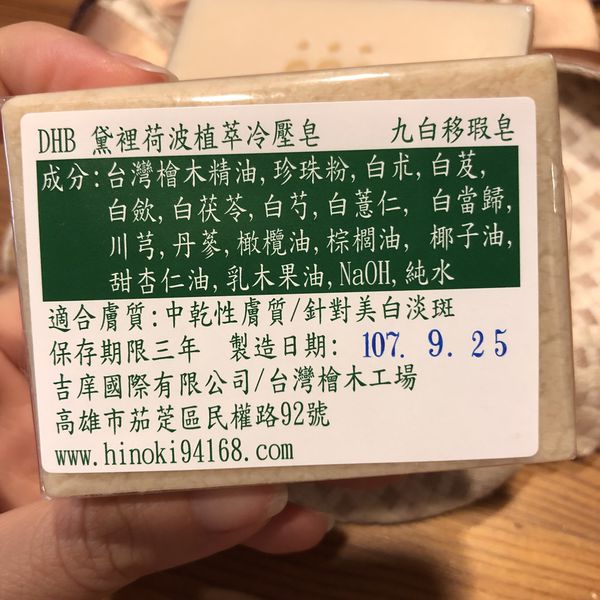 DHB 黛裡荷波植萃冷壓皂 九白移瑕皂
成分:台灣檜木精油,珍珠粉,白朮,白芨,
白斂,白茯苓,白芍,白薏仁, 白當歸,
川芎,丹蔘,橄欖油,棕櫚油, 椰子油,
甜杏仁油,乳木果油,NaOH,純水
適合膚質:中乾性膚質/針對美白淡斑
保存期限三年 製造日期: 107. 9. 25
吉庠國際有限公司/台灣檜木工場
高雄市茄萣區民權路92號
www.hinoki94168.com